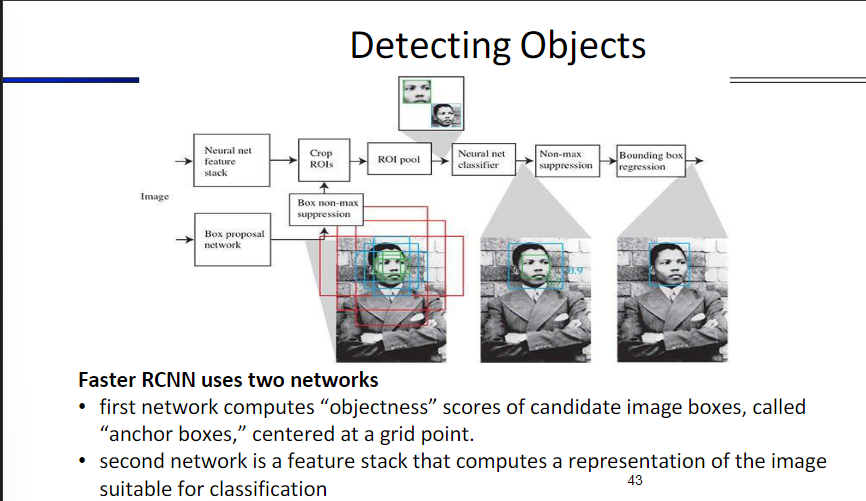 Detecting Objects
Neural net
feature
stack
Crop
ROIs
ROI pool
Neural net
classifier
Non-max
suppression
Bounding box
regression
Image
Box non-max
suppression
Box proposal
network
0.9
Faster RCNN uses two networks
• first network computes “objectness” scores of candidate image boxes, called
“anchor boxes,” centered at a grid point.
• second network is a feature stack that computes a representation of the image
suitable for classification
43